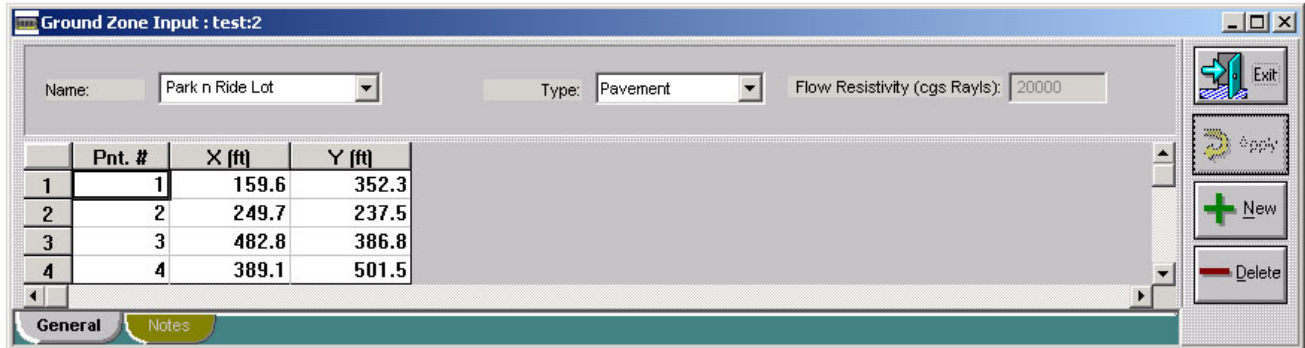 Ground Zone Input : test:2
Name: Park n Ride Lot Type: Pavement Flow Resistivity (cgs Rayls): 20000
Exit
Apply
New
Delete
Pnt. # X (ft) Y (ft)
1 1 159.6 352.3
2 2 249.7 237.5
3 3 482.8 386.8
4 4 389.1 501.5
General Notes